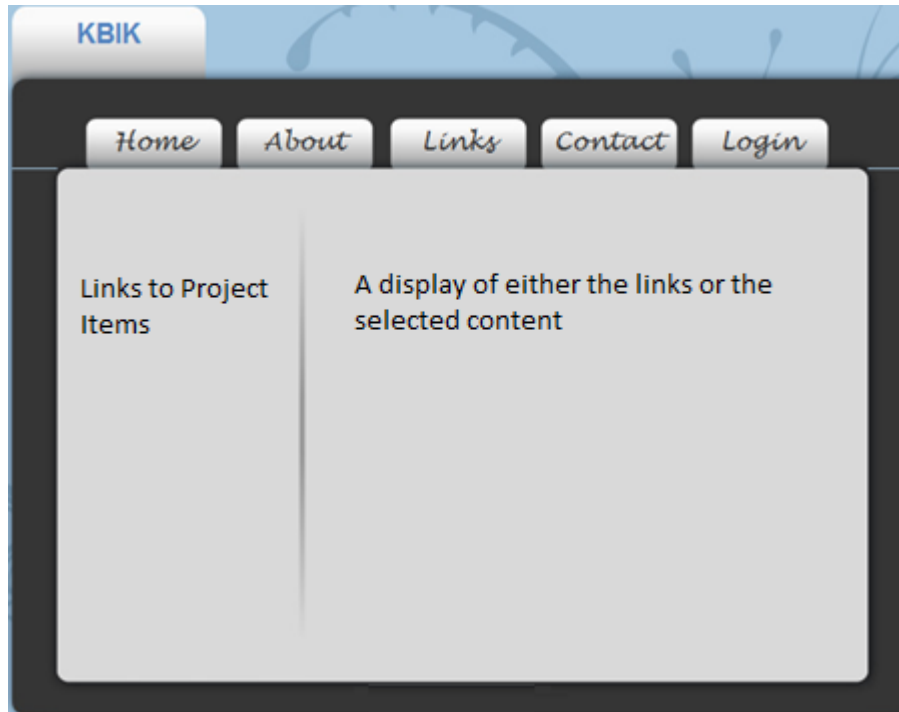 KBIK
Home About Links Contact Login
Links to Project
Items
A display of either the links or the
selected content